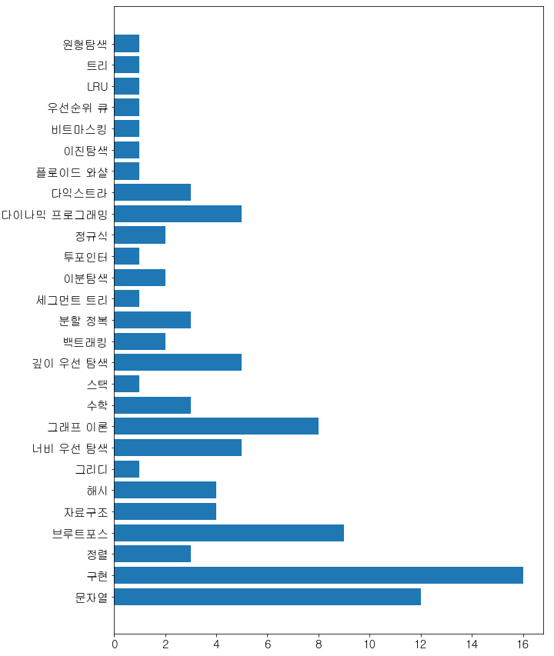 원형탐색
트리
LRU
우선순위 큐
비트마스킹
이진탐색
플로이드 와샬
다익스트라
다이나믹 프로그래밍
정규식
투포인터
이분탐색
세그먼트 트리
분할 정복
백트래킹
깊이 우선 탐색
스택
수학
그래프 이론
너비 우선 탐색
그리디
해시
자료구조
브루트포스
정렬
구현
문자열
0 2 4 6 8 10 12 14 16